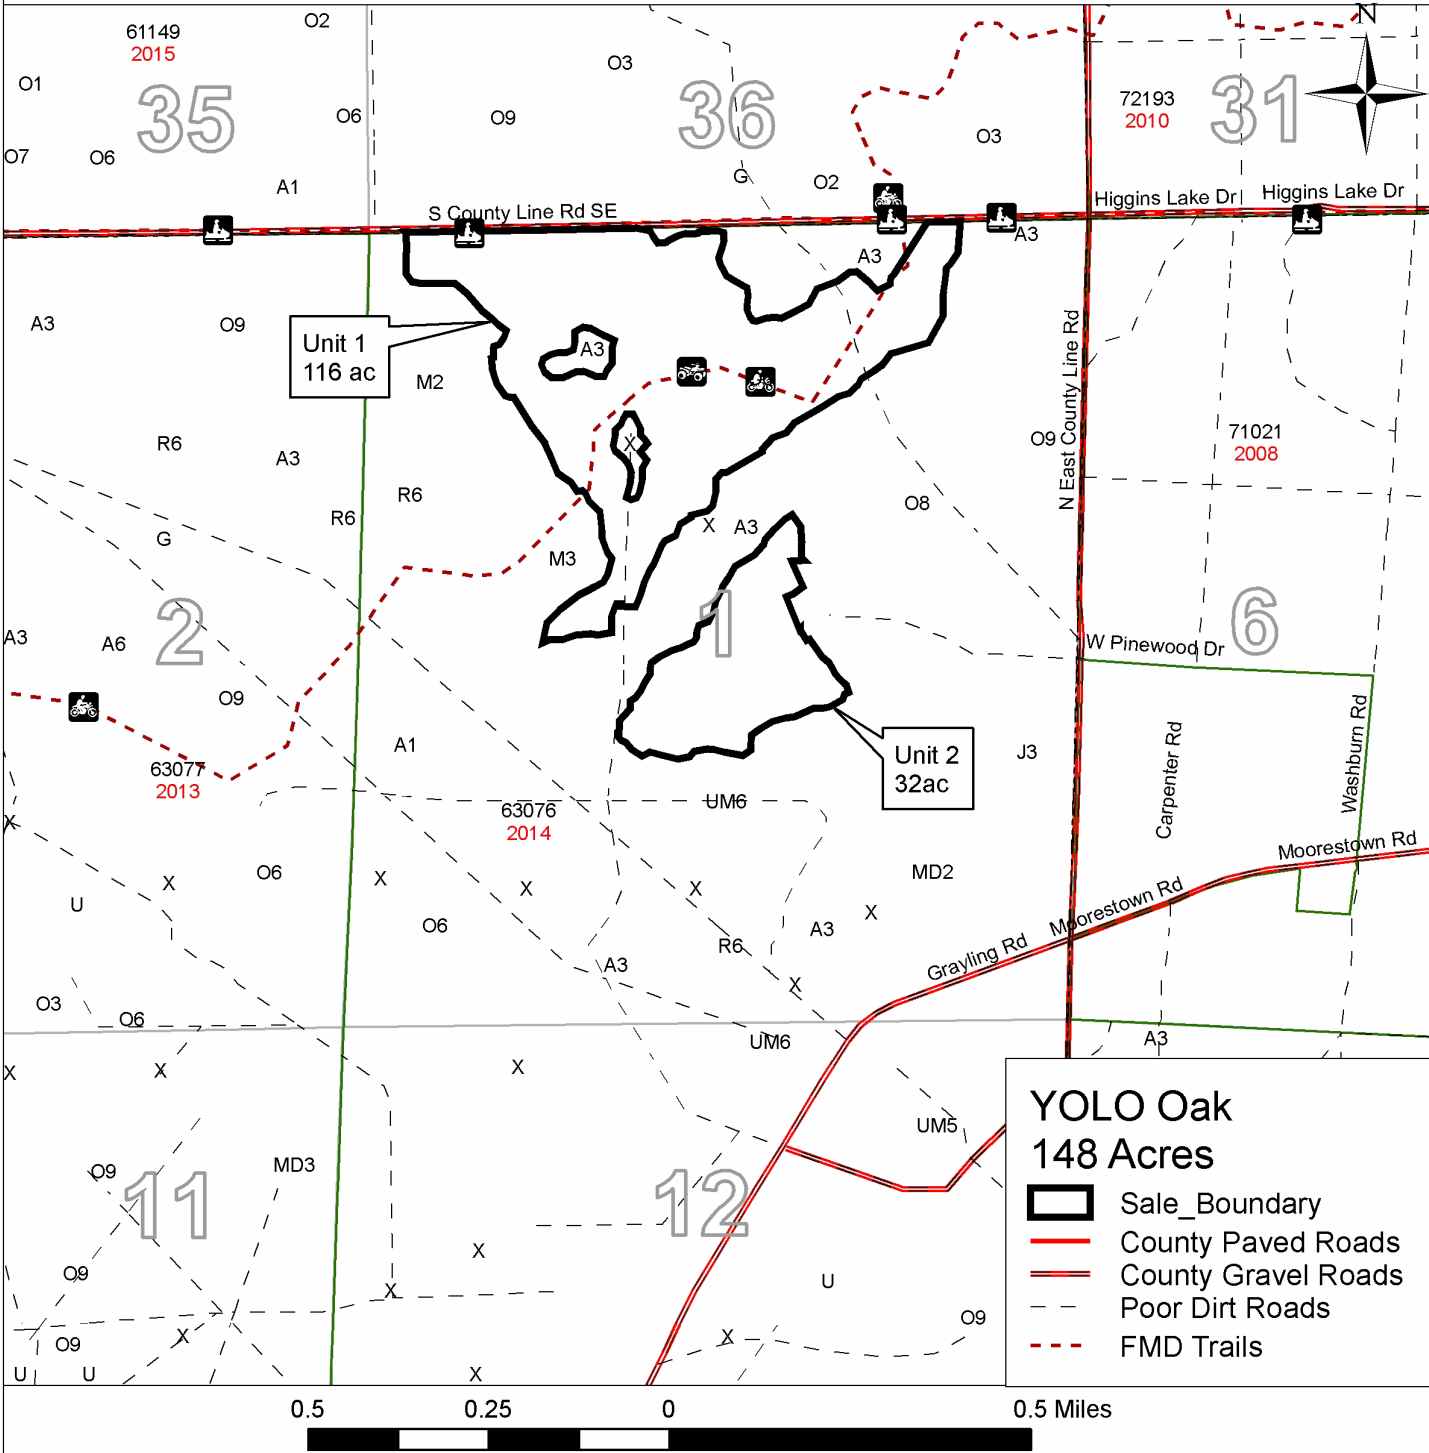 O2
61149
2015
N
O3
O1
35
36
72193
2010
31
O6
O9
O3
O7
O6
A1
G
O2
S County Line Rd SE
Higgins Lake Dr
Higgins Lake Dr
A3
A3
A3
O9
Unit 1
116 ac
A3
M2
N East County Line Rd
R6
A3
X
O9
71021
2008
R6
R6
X
A3
O8
G
M3
2
1
6
A3
A6
W Pinewood Dr
O9
A1
Unit 2
32ac
J3
Carpenter Rd
Washburn Rd
63077
2013
63076
2014
UM6
X
Moorestown Rd
O6
X
X
X
X
MD2
U
X
Moorestown Rd
O6
R6
A3
Grayling Rd
A3
X
O3
O6
UM6
A3
X
X
X
UM5
O9
MD3
11
12
X
O9
X
U
O9
X
X
O9
U
U
X
YOLO Oak
148 Acres
Sale_Boundary
County Paved Roads
County Gravel Roads
Poor Dirt Roads
FMD Trails
0.5 0.25 0 0.5 Miles